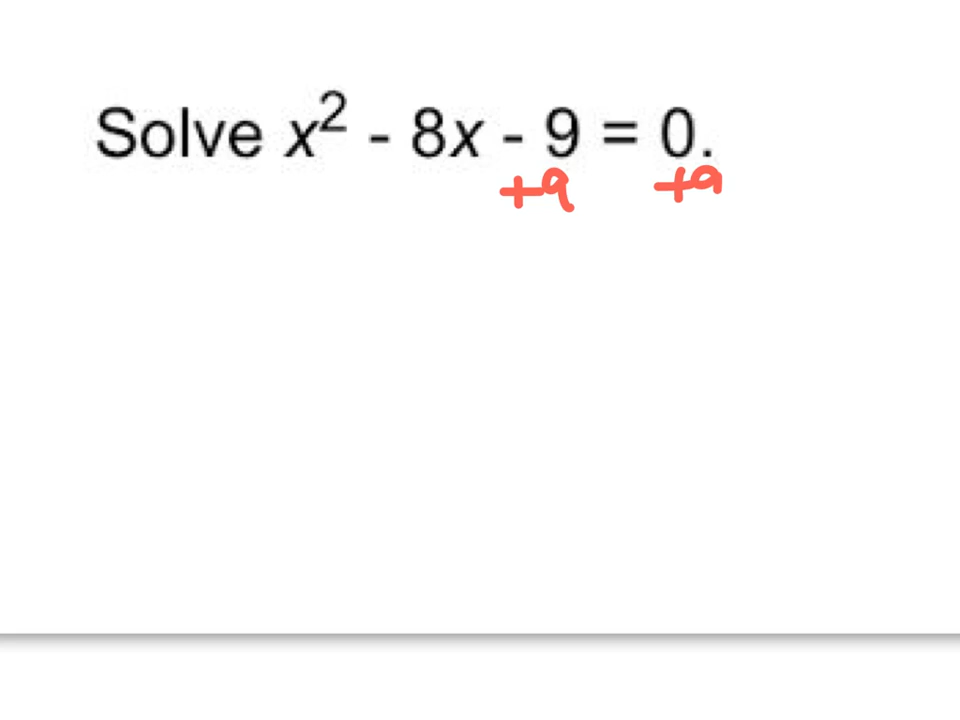 Solve x² - 8x - 9 = 0.
+9 +9